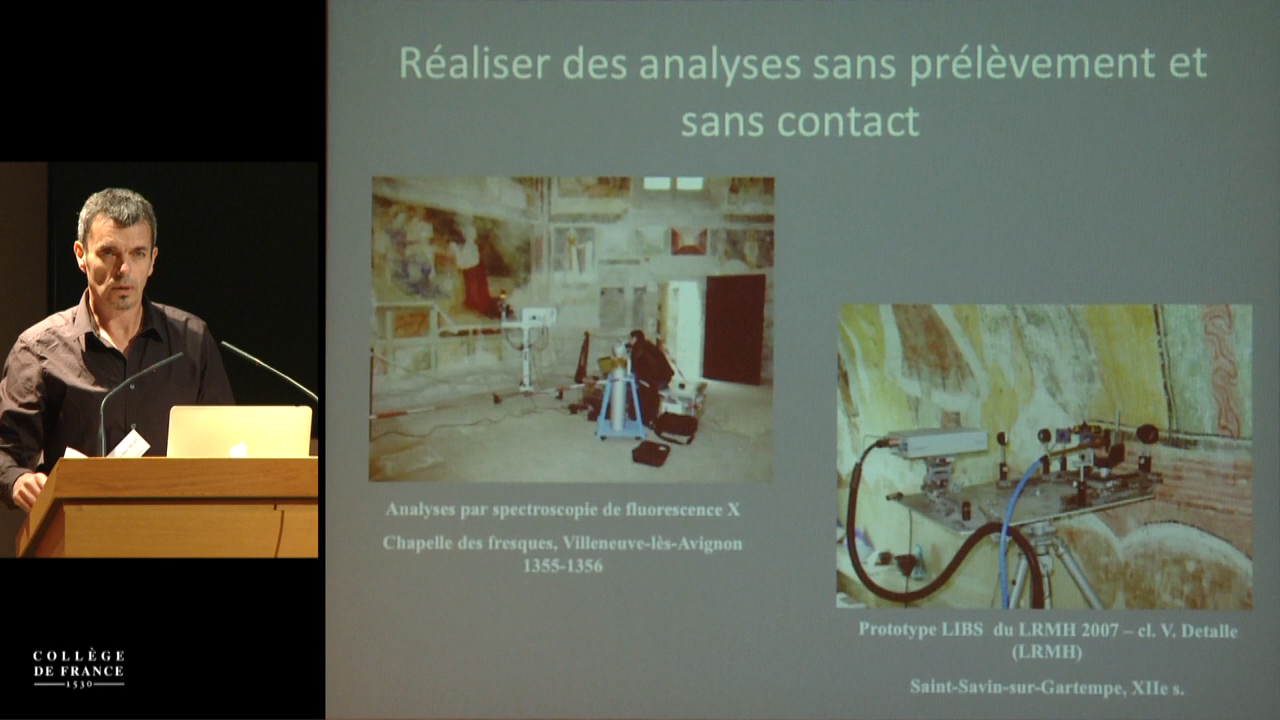 Réaliser des analyses sans prélèvement et
sans contact
Analyses par spectroscopie de fluorescence X
Chapelle des fresques, Villeneuve-lès-Avignon
1355-1356
Prototype LIBS du LRMH 2007 – cl. V. Detalle
(LRMH)
Saint-Savin-sur-Gartempe, XIIe s.
COLLÈGE
DE FRANCE
1530